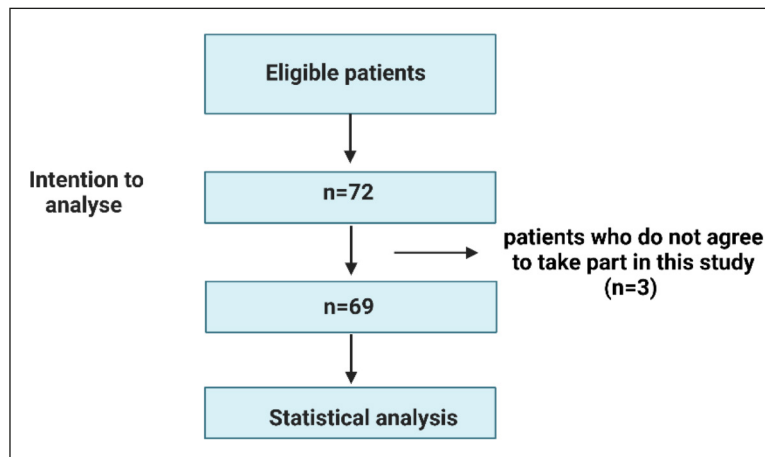 Eligible patients
Intention to
analyse
n=72
patients who do not agree
to take part in this study
(n=3)
n=69
Statistical analysis